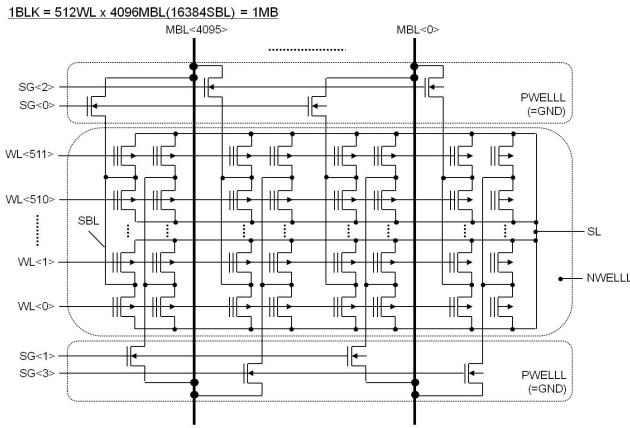 1BLK = 512WL x 4096MBL(16384SBL) = 1MB
MBL<4095>
MBL<0>
SG<2>
SG<0>
PWELLL
(=GND)
WL<511>
WL<510>
SBL
SL
WL<1>
NWELLL
WL<0>
SG<1>
SG<3>
PWELLL
(=GND)